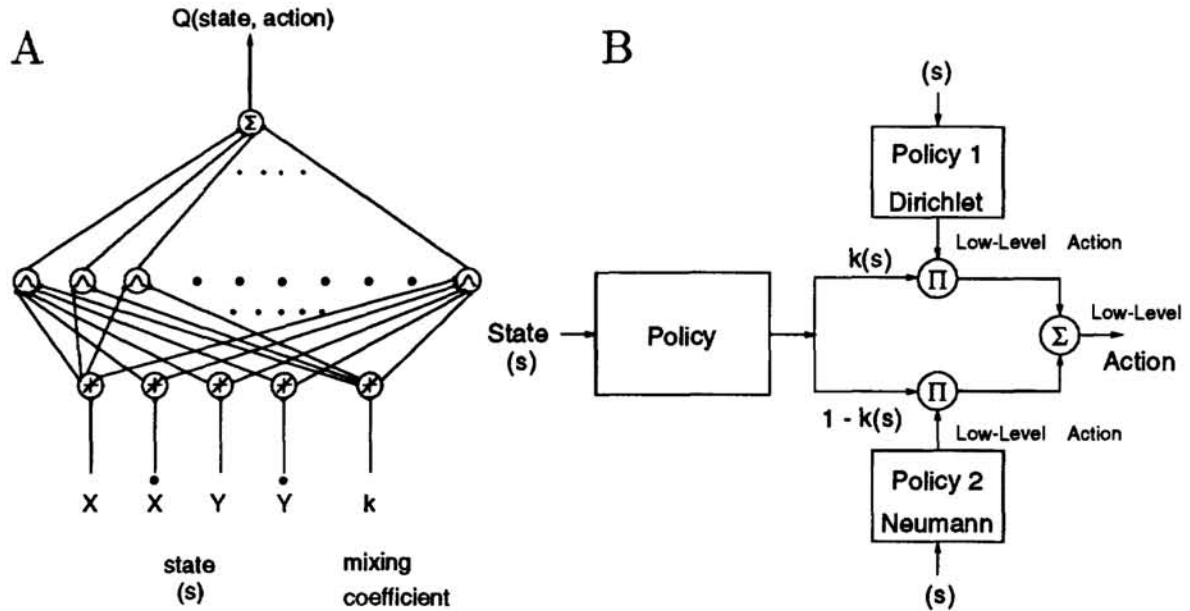 A
Q(state, action)
Σ
X Ẋ Y Ẏ k
state
(s)
mixing
coefficient
B
(s)
Policy 1
Dirichlet
Low-Level Action
k(s)
Π
State
(s)
Policy
Σ
Low-Level
Action
1 - k(s)
Π
Low-Level Action
Policy 2
Neumann
(s)